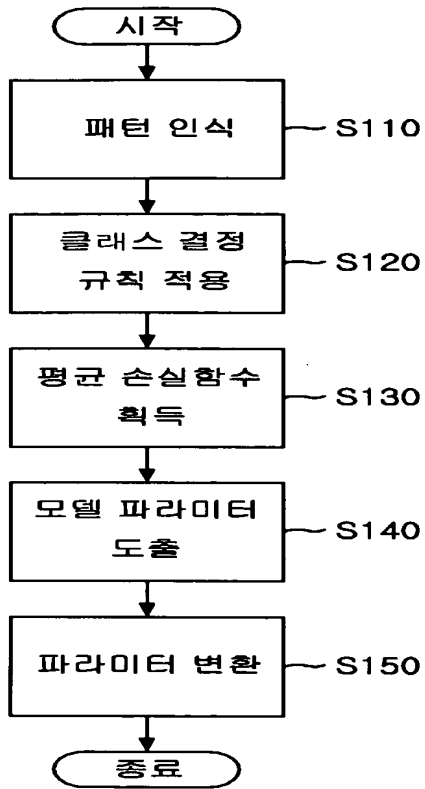 시작
패턴 인식
S110
클래스 결정
규칙 적용
S120
평균 손실함수
획득
S130
모델 파라미터
도출
S140
파라미터 변환
S150
종료